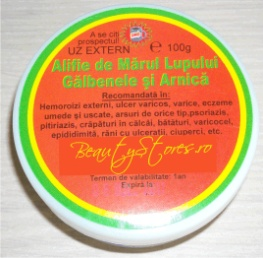 A se citi
prospectul!
UZ EXTERN ℮ 100g
Alifie de Mărul Lupului
Gălbenele și Arnică
Recomandată în:
Hemoroizi externi, ulcer varicos, varice, eczeme
umede și uscate, arsuri de orice tip, psoriazis,
pitiriazis, crăpături în călcâi, bătături, varicocel,
epididimită, răni cu ulcerații, ciuperci, etc.
BeautyStores.ro
Termen de valabilitate: 1an
Expiră la: